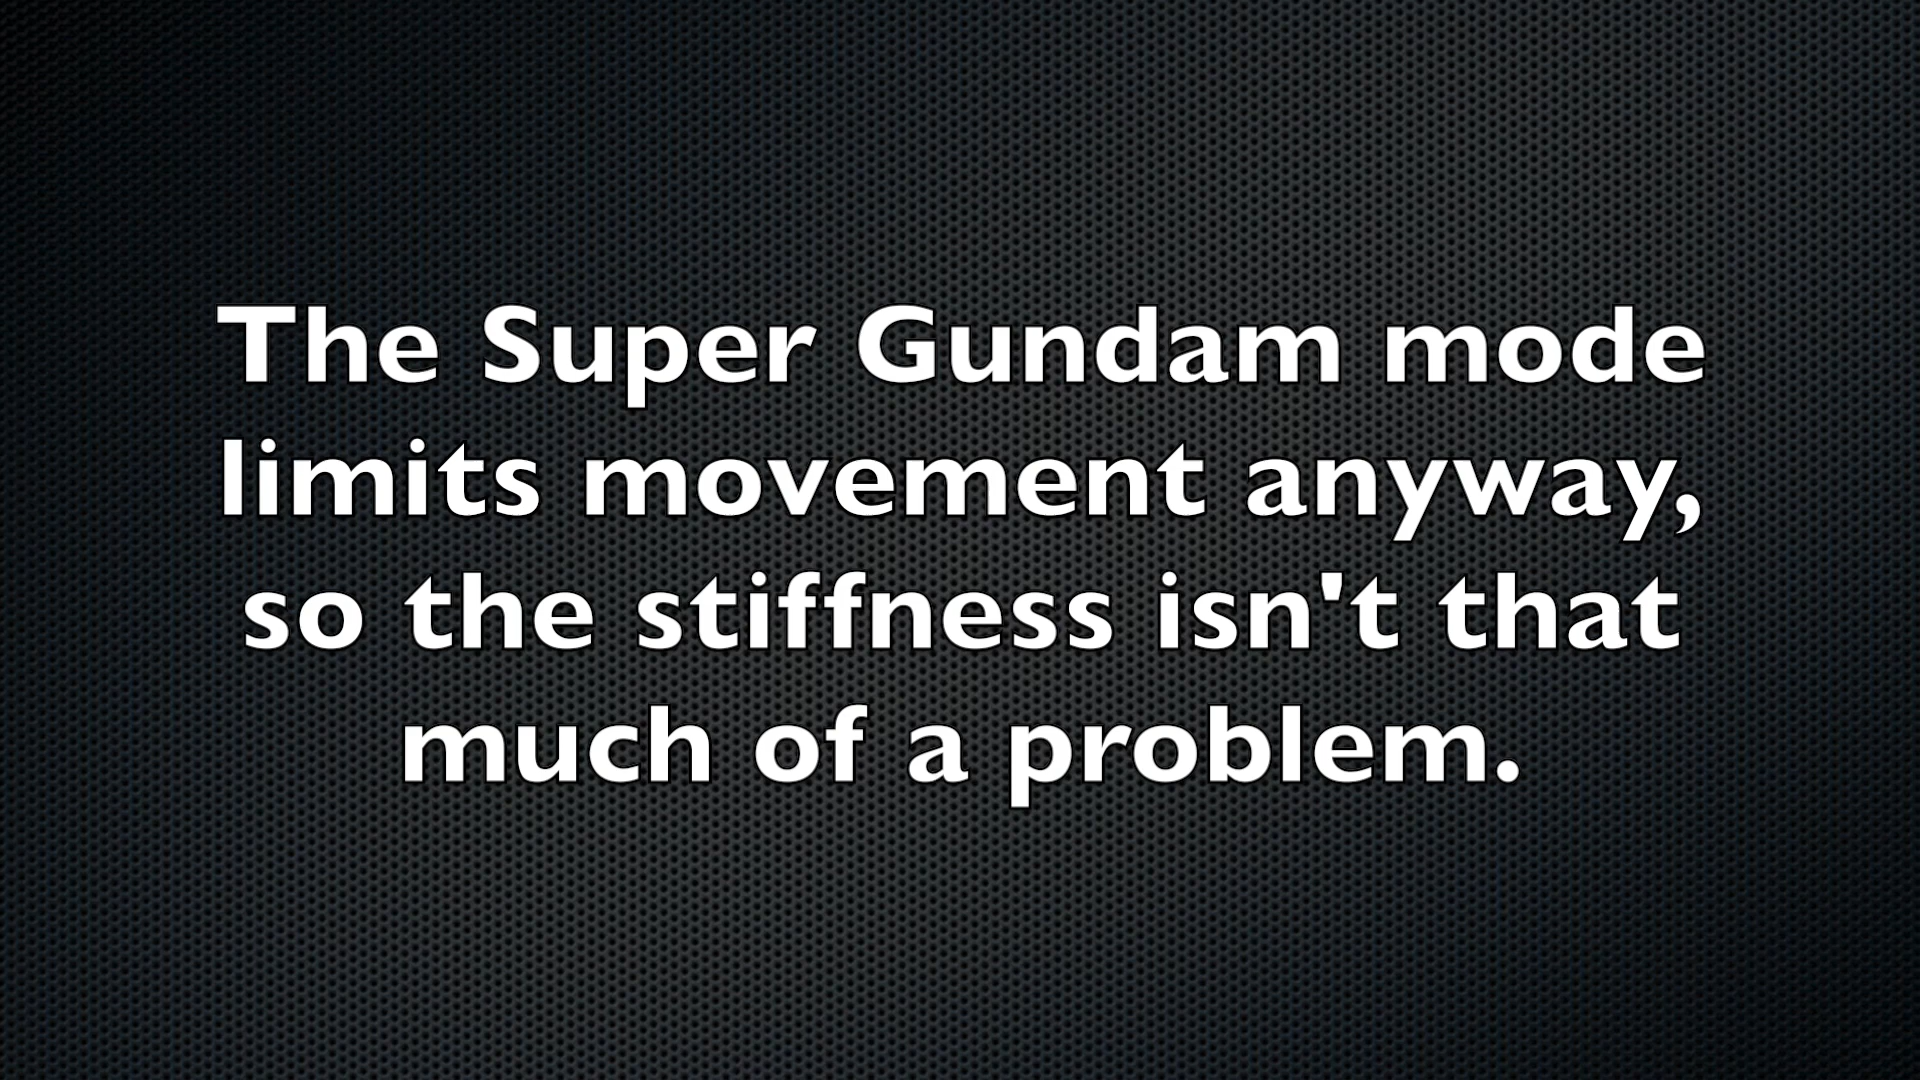 The Super Gundam mode
limits movement anyway,
so the stiffness isn't that
much of a problem.